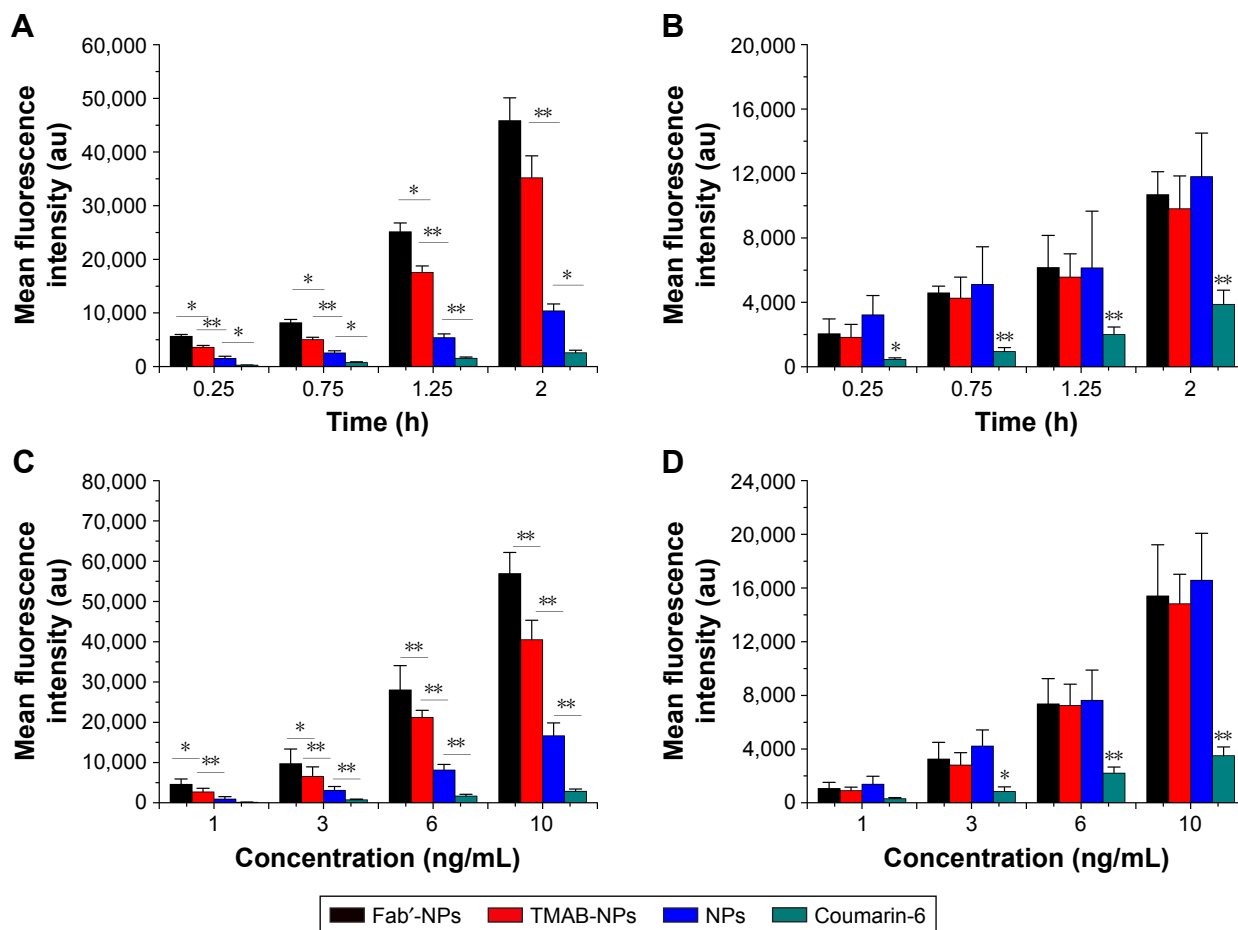 A
Mean fluorescence
intensity (au)
60,000
50,000
40,000
30,000
20,000
10,000
0
* ** *
* ** *
* ** **
** *
0.25 0.75 1.25 2
Time (h)
B
Mean fluorescence
intensity (au)
20,000
16,000
12,000
8,000
4,000
0
* ** ** **
0.25 0.75 1.25 2
Time (h)
C
Mean fluorescence
intensity (au)
80,000
70,000
60,000
50,000
40,000
30,000
20,000
10,000
0
* **
* ** **
** ** **
** ** **
1 3 6 10
Concentration (ng/mL)
D
Mean fluorescence
intensity (au)
24,000
20,000
16,000
12,000
8,000
4,000
0
* ** **
1 3 6 10
Concentration (ng/mL)
Fab′-NPs TMAB-NPs NPs Coumarin-6